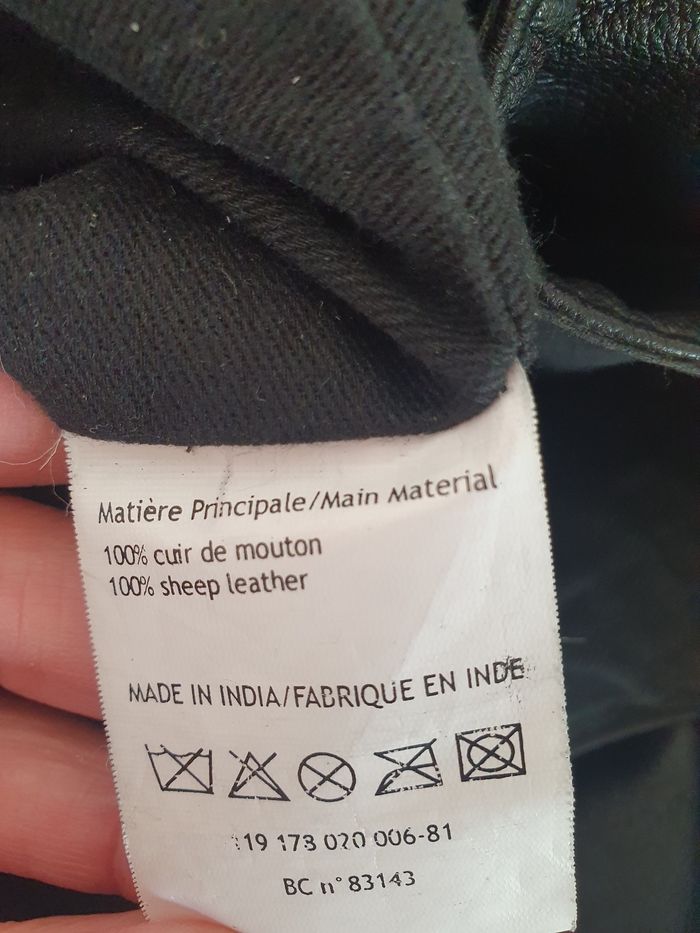 Matière Principale/Main Material
100% cuir de mouton
100% sheep leather
MADE IN INDIA/FABRIQUE EN INDE
119 173 020 006-81
BC n° 83143